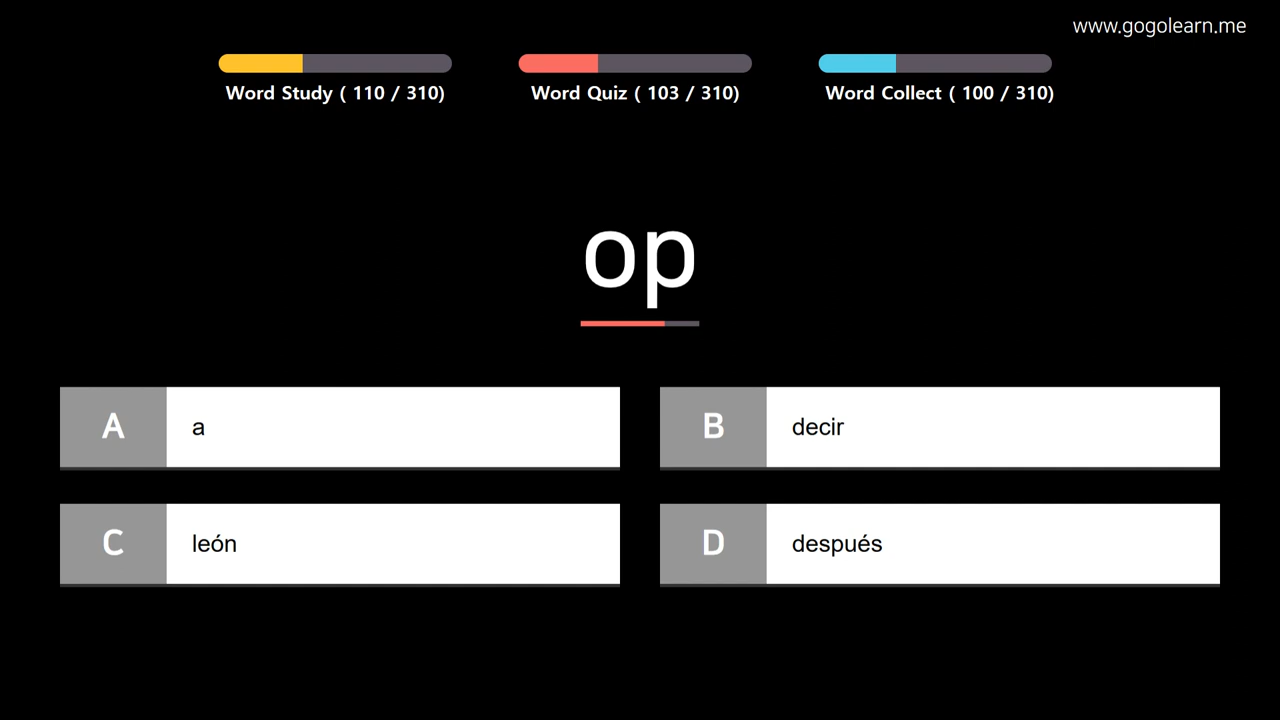 www.gogolearn.me
Word Study ( 110 / 310)
Word Quiz ( 103 / 310)
Word Collect ( 100 / 310)
op
A a
B decir
C león
D después